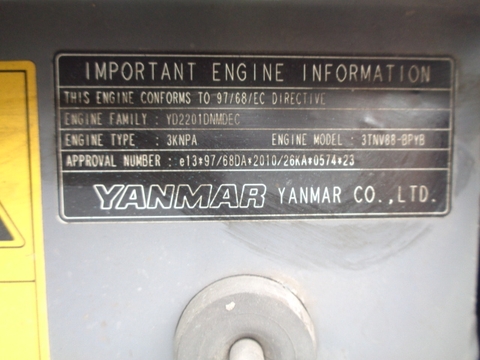 IMPORTANT ENGINE INFORMATION
THIS ENGINE CONFORMS TO 97/68/EC DIRECTIVE
ENGINE FAMILY : YD2201DNMDEC
ENGINE TYPE : 3KNPA ENGINE MODEL : 3TNV88-BPYB
APPROVAL NUMBER : e13*97/68DA*2010/26KA*0574*23
YANMAR YANMAR CO.,LTD.